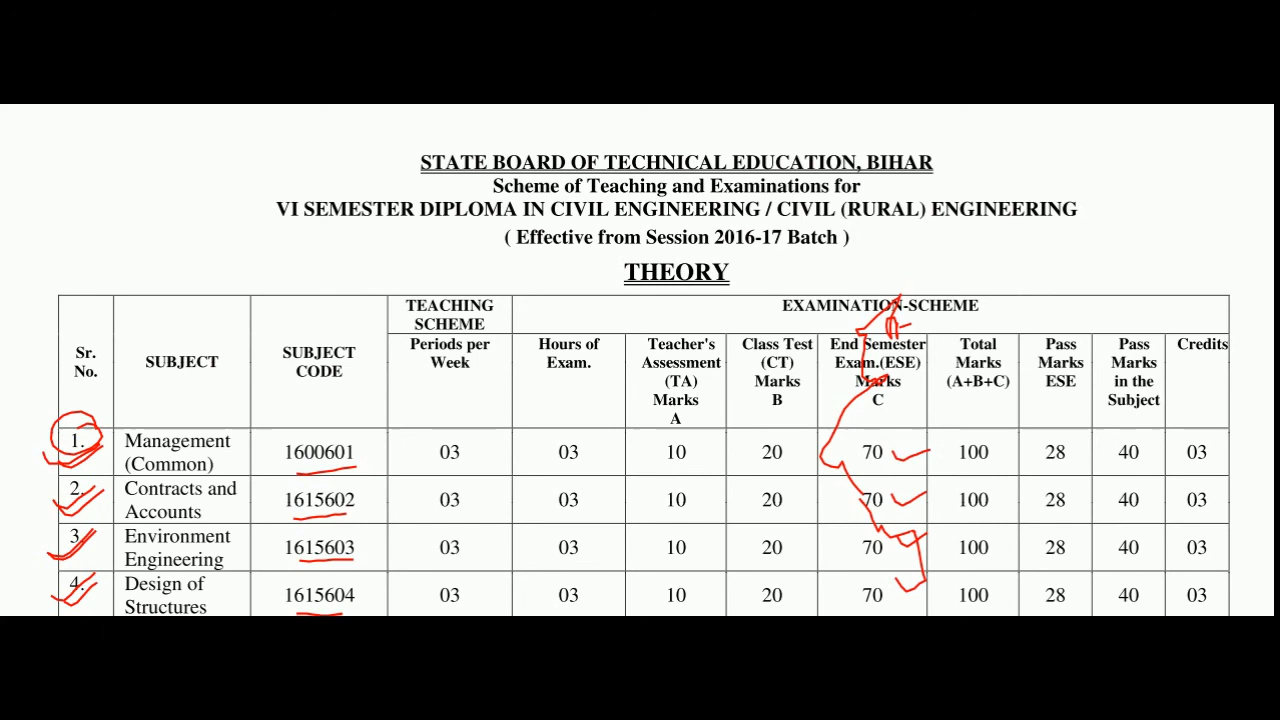 STATE BOARD OF TECHNICAL EDUCATION, BIHAR
Scheme of Teaching and Examinations for
VI SEMESTER DIPLOMA IN CIVIL ENGINEERING / CIVIL (RURAL) ENGINEERING
( Effective from Session 2016-17 Batch )
THEORY
Sr. No. SUBJECT SUBJECT CODE TEACHING SCHEME EXAMINATION-SCHEME
Periods per Week Hours of Exam. Teacher's Assessment (TA) Marks A Class Test (CT) Marks B End Semester Exam.(ESE) Marks C Total Marks (A+B+C) Pass Marks ESE Pass Marks in the Subject Credits
1. Management (Common) 1600601 03 03 10 20 70 100 28 40 03
2. Contracts and Accounts 1615602 03 03 10 20 70 100 28 40 03
3. Environment Engineering 1615603 03 03 10 20 70 100 28 40 03
4. Design of Structures 1615604 03 03 10 20 70 100 28 40 03